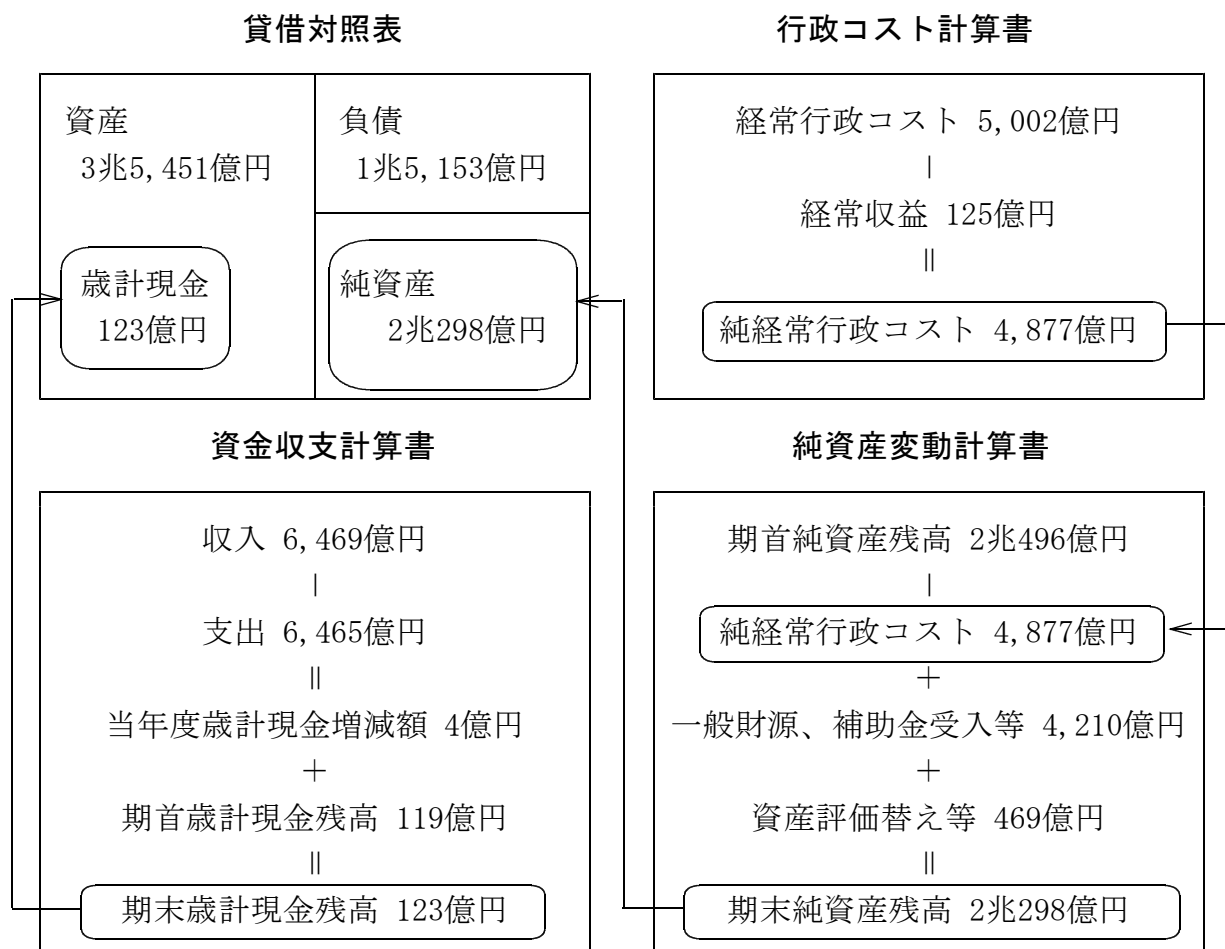 貸借対照表
資産
3兆5,451億円
負債
1兆5,153億円
歳計現金
123億円
純資産
2兆298億円
行政コスト計算書
経常行政コスト 5,002億円
－
経常収益 125億円
＝
純経常行政コスト 4,877億円
資金収支計算書
収入 6,469億円
－
支出 6,465億円
＝
当年度歳計現金増減額 4億円
＋
期首歳計現金残高 119億円
＝
期末歳計現金残高 123億円
純資産変動計算書
期首純資産残高 2兆496億円
－
純経常行政コスト 4,877億円
＋
一般財源、補助金受入等 4,210億円
＋
資産評価替え等 469億円
＝
期末純資産残高 2兆298億円